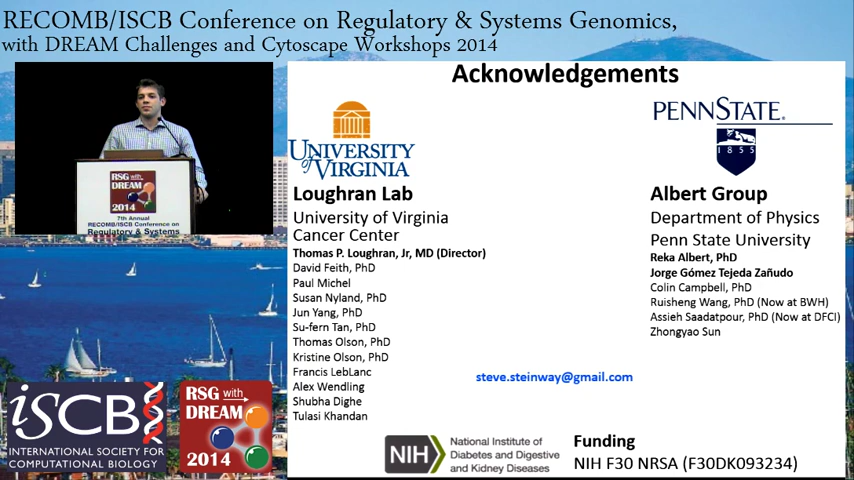 RECOMB/ISCB Conference on Regulatory & Systems Genomics,
with DREAM Challenges and Cytoscape Workshops 2014
RSG with
DREAM
2014
7th Annual
RECOMB/ISCB Conference on
Regulatory & Systems
Acknowledgements
UNIVERSITY
of VIRGINIA
Loughran Lab
University of Virginia
Cancer Center
Thomas P. Loughran, Jr, MD (Director)
David Feith, PhD
Paul Michel
Susan Nyland, PhD
Jun Yang, PhD
Su-fern Tan, PhD
Thomas Olson, PhD
Kristine Olson, PhD
Francis LebLanc
Alex Wendling
Shubha Dighe
Tulasi Khandan
PENNSTATE.
1855
Albert Group
Department of Physics
Penn State University
Reka Albert, PhD
Jorge Gómez Tejeda Zañudo
Colin Campbell, PhD
Ruisheng Wang, PhD (Now at BWH)
Assieh Saadatpour, PhD (Now at DFCI)
Zhongyao Sun
steve.steinway@gmail.com
NIH
National Institute of
Diabetes and Digestive
and Kidney Diseases
Funding
NIH F30 NRSA (F30DK093234)
iSCB
INTERNATIONAL SOCIETY FOR
COMPUTATIONAL BIOLOGY
RSG with
DREAM
2014